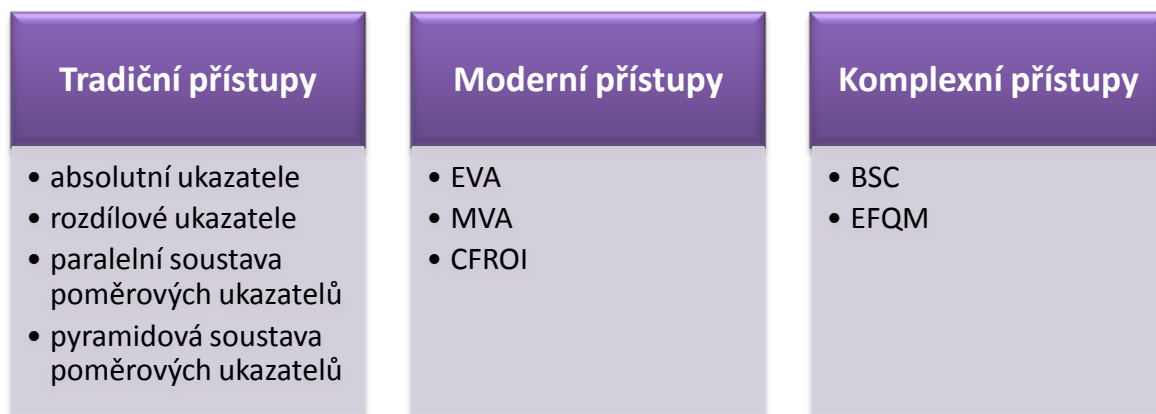 Tradiční přístupy
• absolutní ukazatele
• rozdílové ukazatele
• paralelní soustava
poměrových ukazatelů
• pyramidová soustava
poměrových ukazatelů
Moderní přístupy
• EVA
• MVA
• CFROI
Komplexní přístupy
• BSC
• EFQM